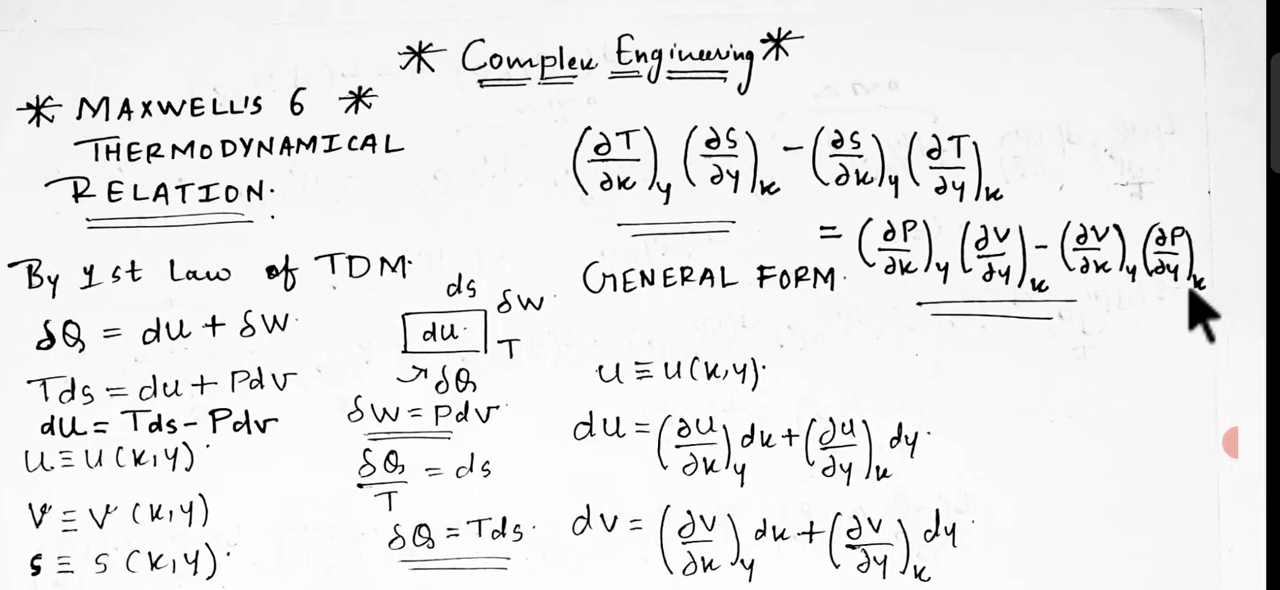 * Complex Engineering *
* MAXWELL'S 6 *
THERMODYNAMICAL
RELATION.
(∂T/∂x)_y (∂S/∂y)_x - (∂S/∂x)_y (∂T/∂y)_x
= (∂P/∂x)_y (∂V/∂y)_x - (∂V/∂x)_y (∂P/∂y)_x
GENERAL FORM.
By 1st Law of TDM.
δQ = du + δW.
Tds = du + Pdv
du = Tds - Pdv
u ≡ u(x,y).
v ≡ v(x,y)
s ≡ s(x,y).
ds δW
du. T
δQ
δW = pdv.
δQ/T = ds
δQ = Tds.
u ≡ u(x,y).
du = (∂u/∂x)_y dx + (∂u/∂y)_x dy.
dv = (∂v/∂x)_y dx + (∂v/∂y)_x dy.